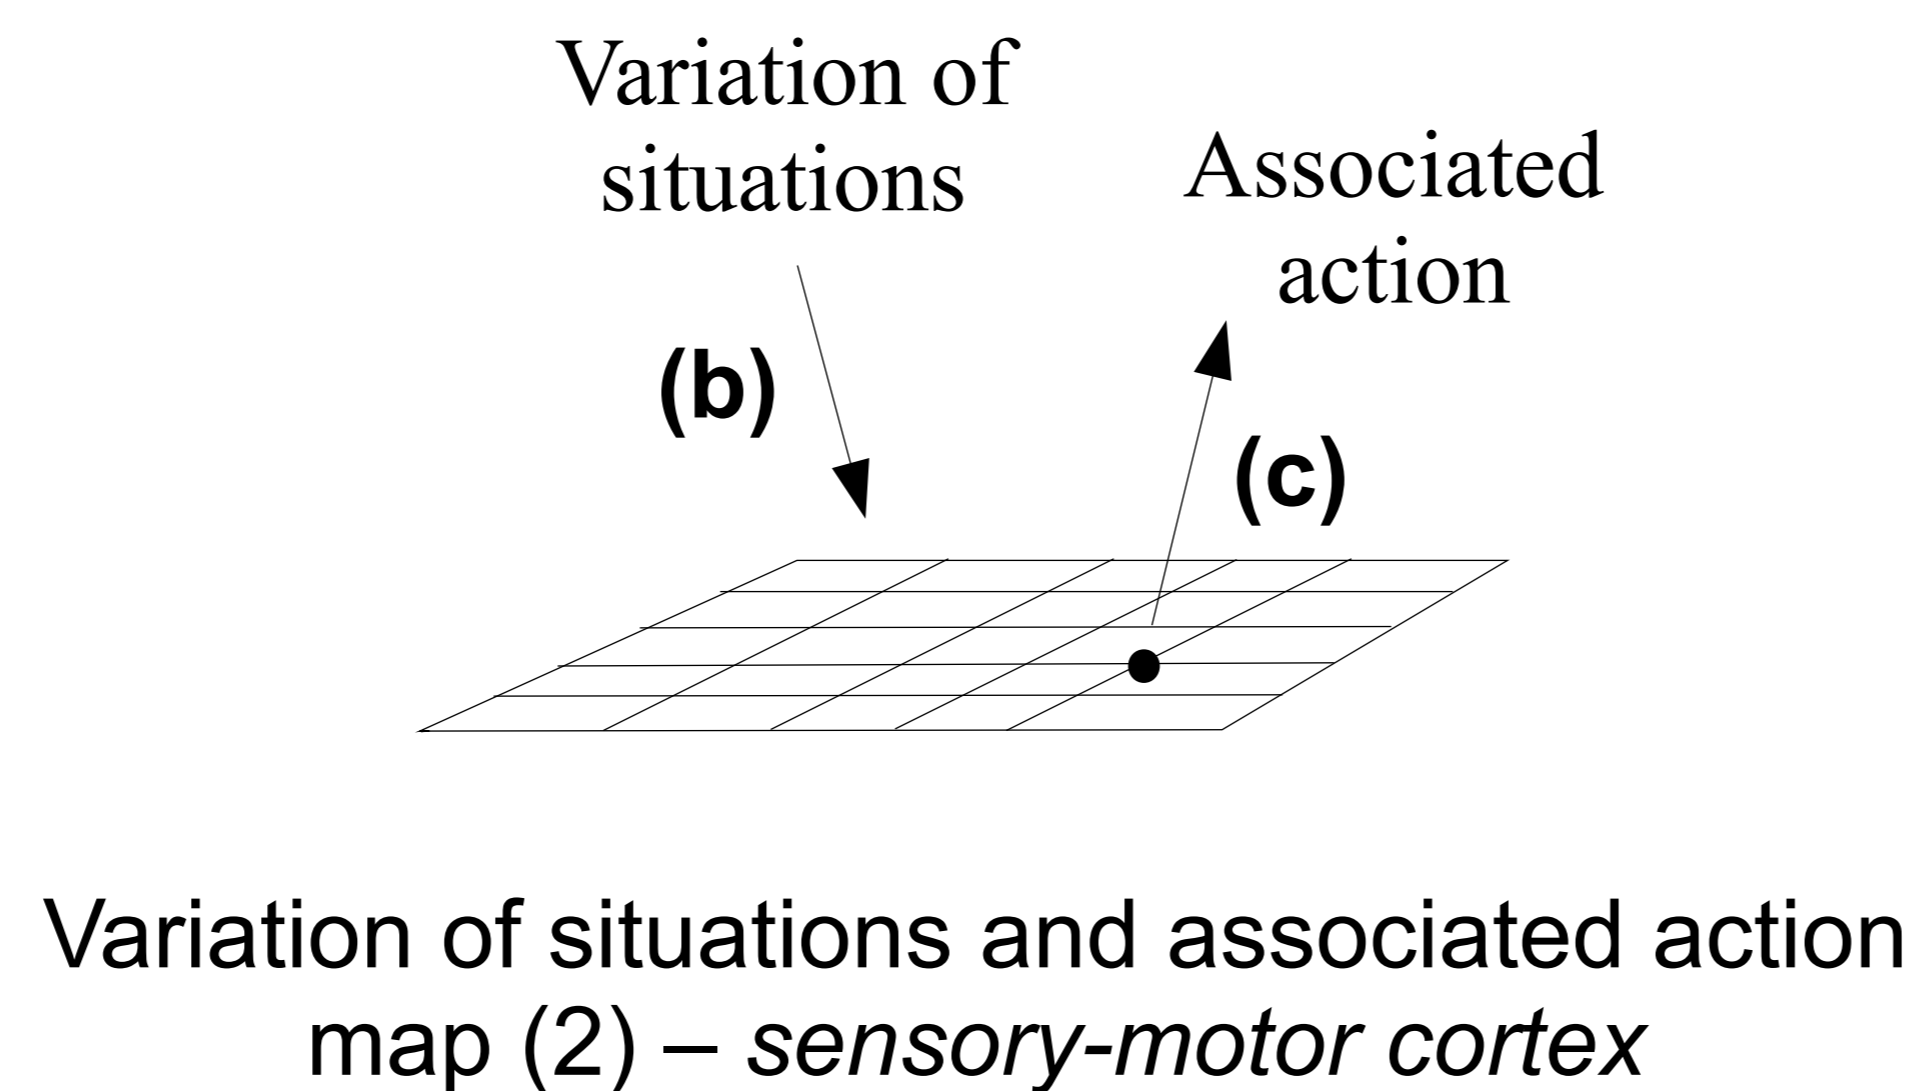 Variation of
situations
Associated
action
(b)
(c)
Variation of situations and associated action
map (2) – sensory-motor cortex